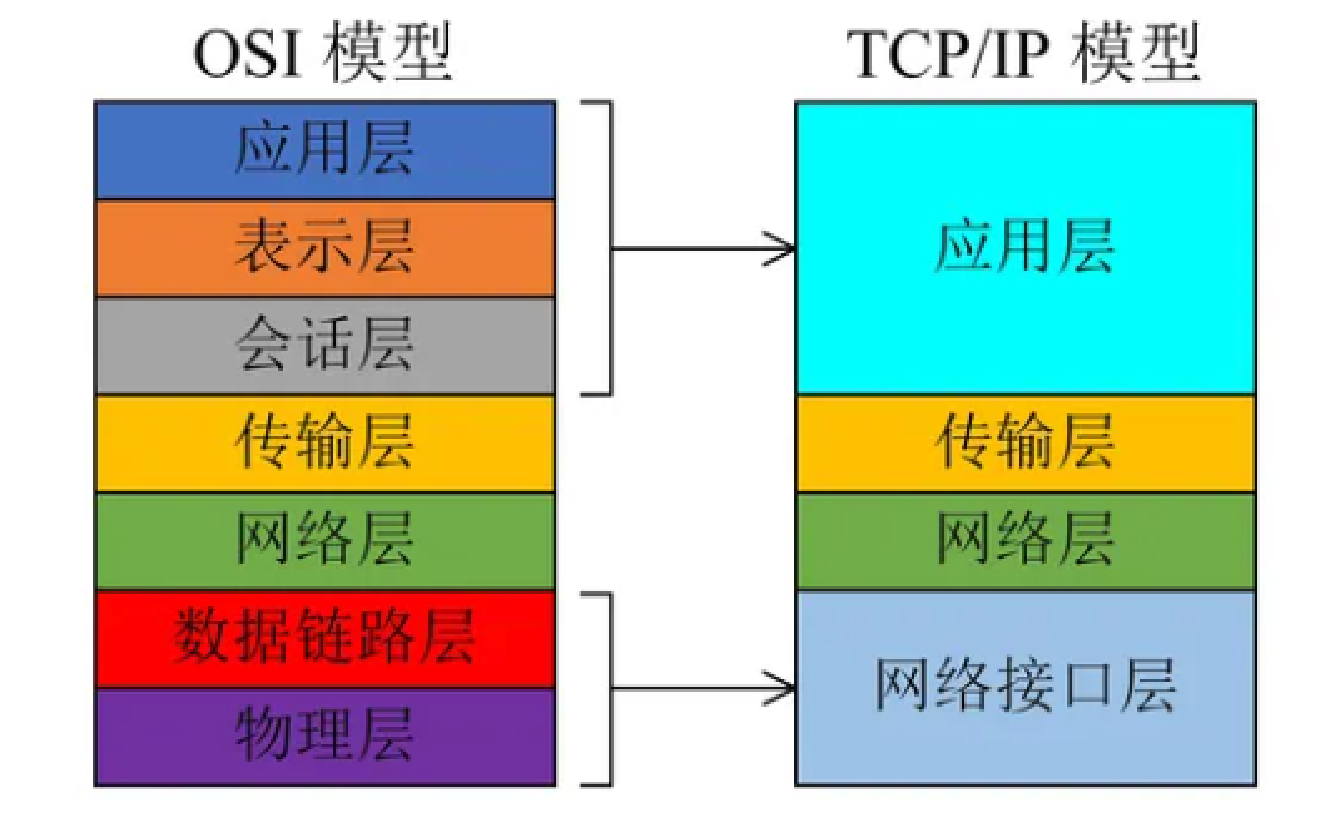 OSI 模型
应用层
表示层
会话层
传输层
网络层
数据链路层
物理层
TCP/IP 模型
应用层
传输层
网络层
网络接口层